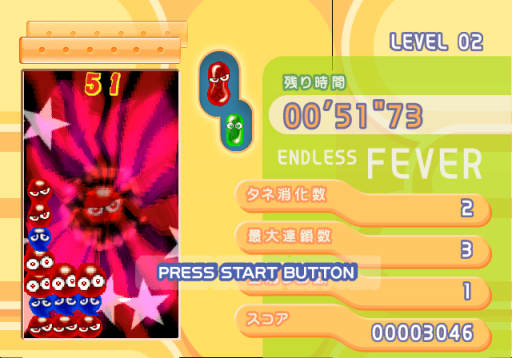 51
LEVEL 02
残り時間
00'51"73
ENDLESS FEVER
タネ消化数
2
最大連鎖数
3
PRESS START BUTTON
1
スコア
00003046